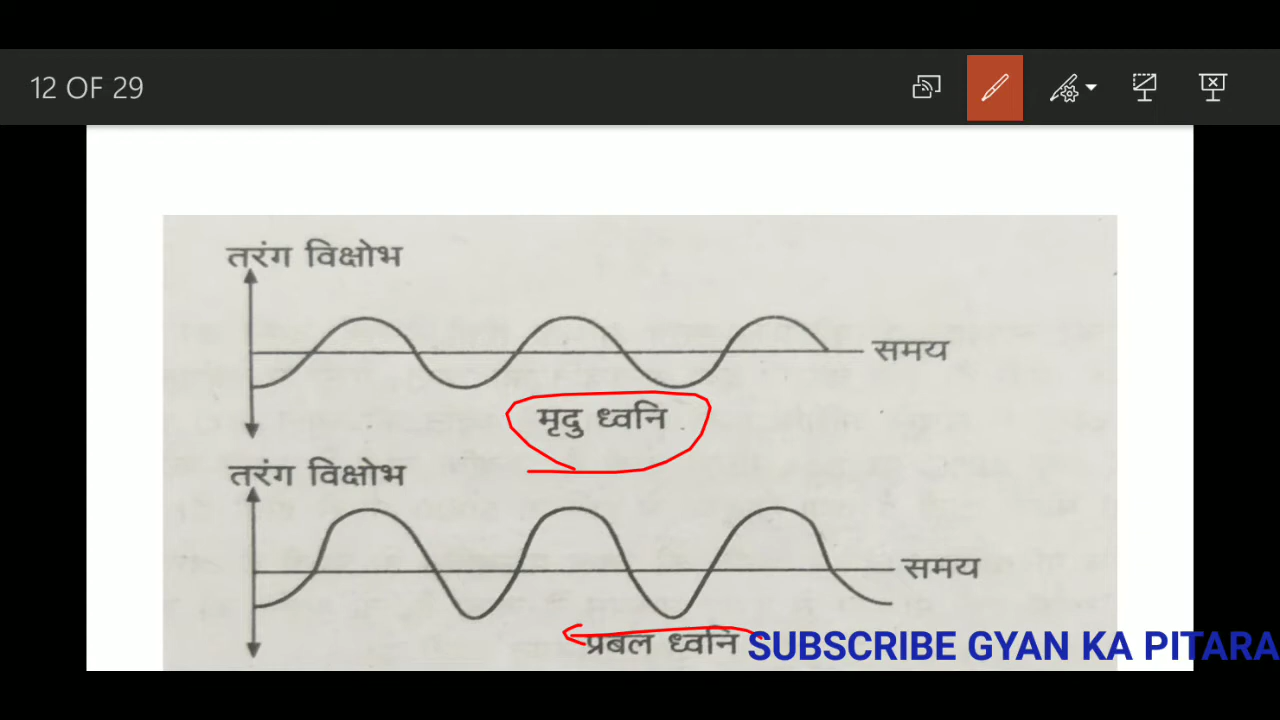 12 OF 29
तरंग विक्षोभ
समय
मृदु ध्वनि
तरंग विक्षोभ
समय
प्रबल ध्वनि
SUBSCRIBE GYAN KA PITARA